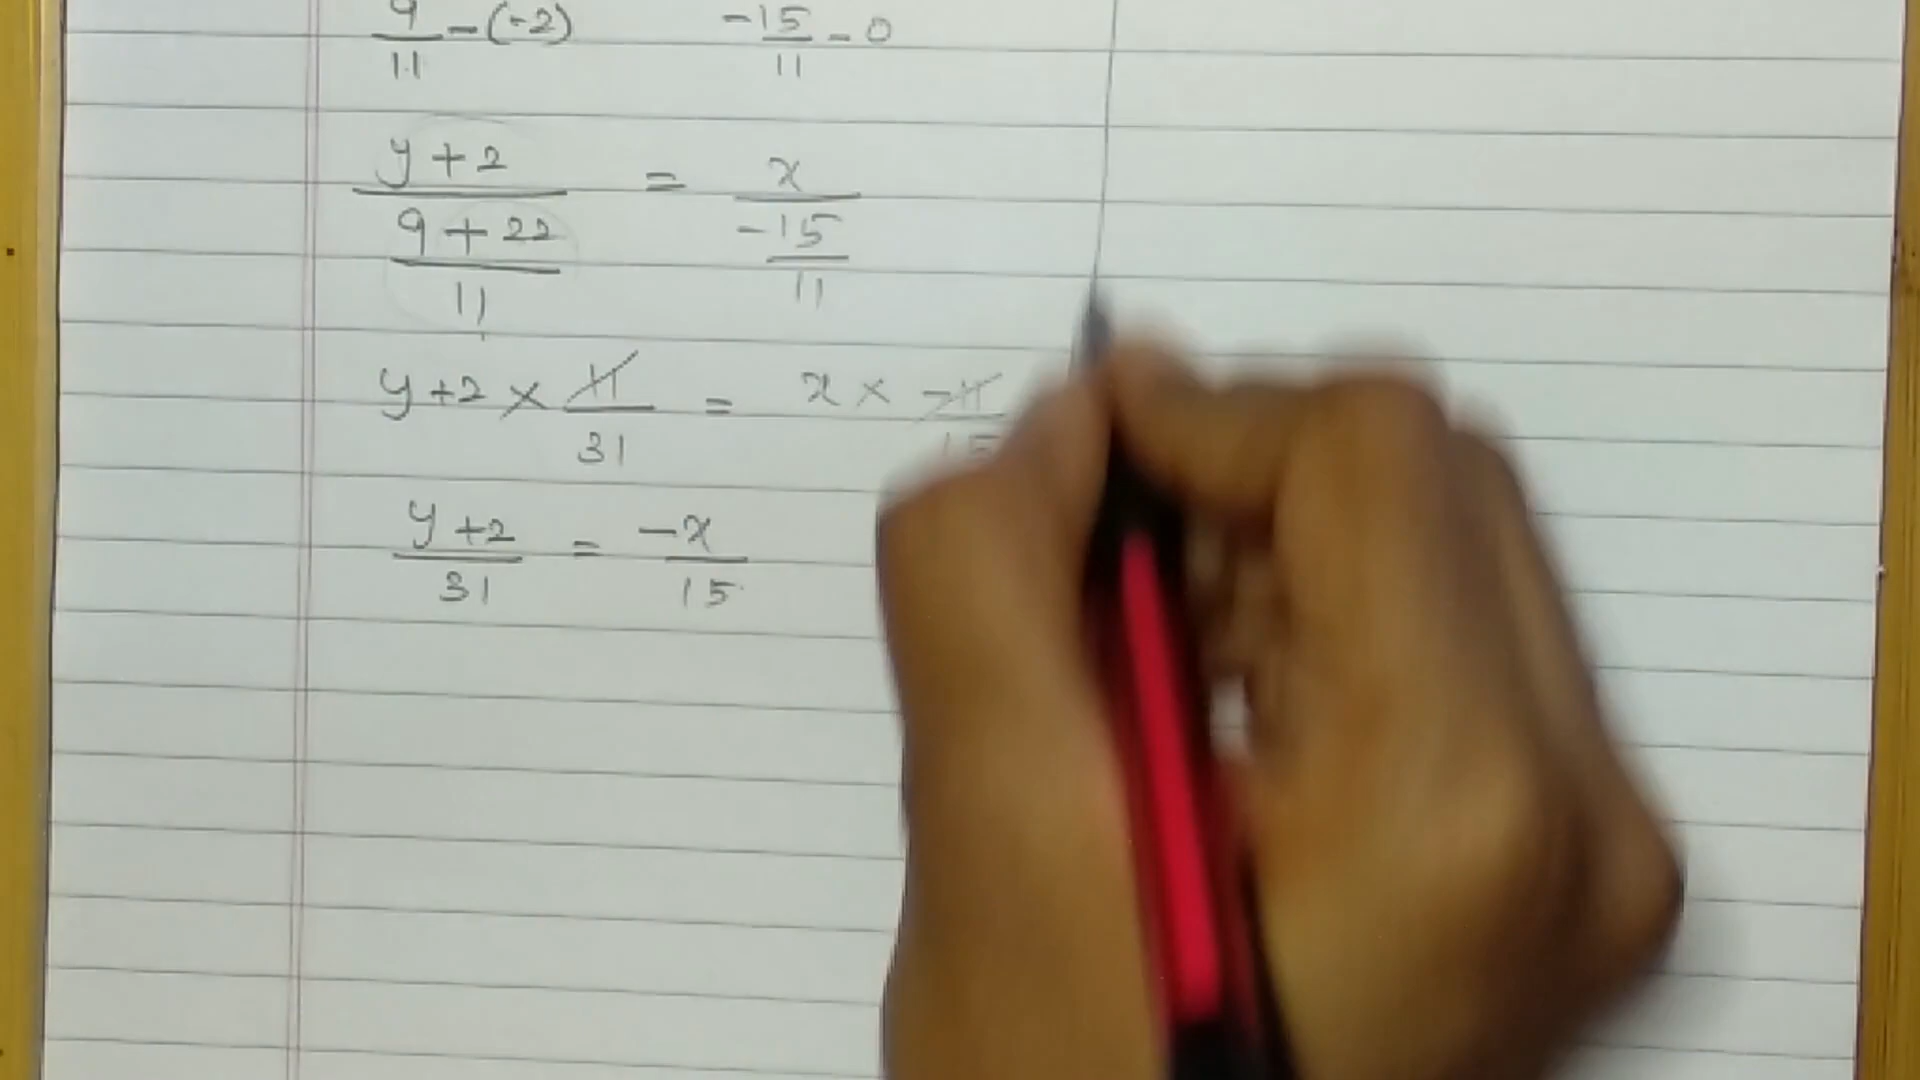 9/11 - (-2) -15/11 - 0
(y + 2)/((9 + 22)/11) = x/(-15/11)
y + 2 × 11/31 = x × -11/15
(y + 2)/31 = -x/15